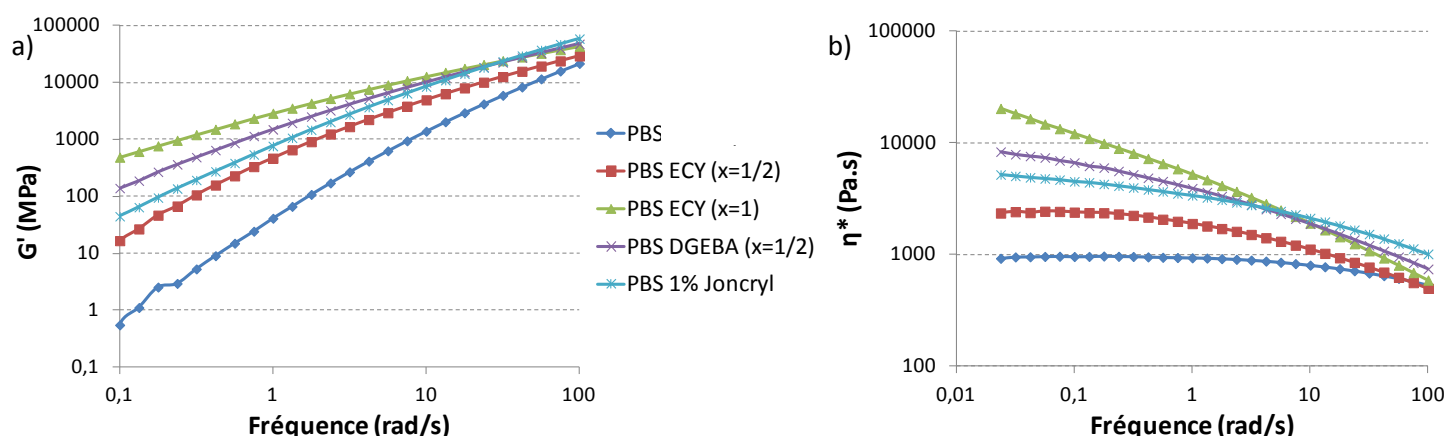 a)
G' (MPa)
100000
10000
1000
100
10
1
0,1
0,1
1
10
100
Fréquence (rad/s)
PBS
PBS ECY (x=1/2)
PBS ECY (x=1)
PBS DGEBA (x=1/2)
PBS 1% Joncryl
b)
η* (Pa.s)
100000
10000
1000
100
0,01
0,1
1
10
100
Fréquence (rad/s)